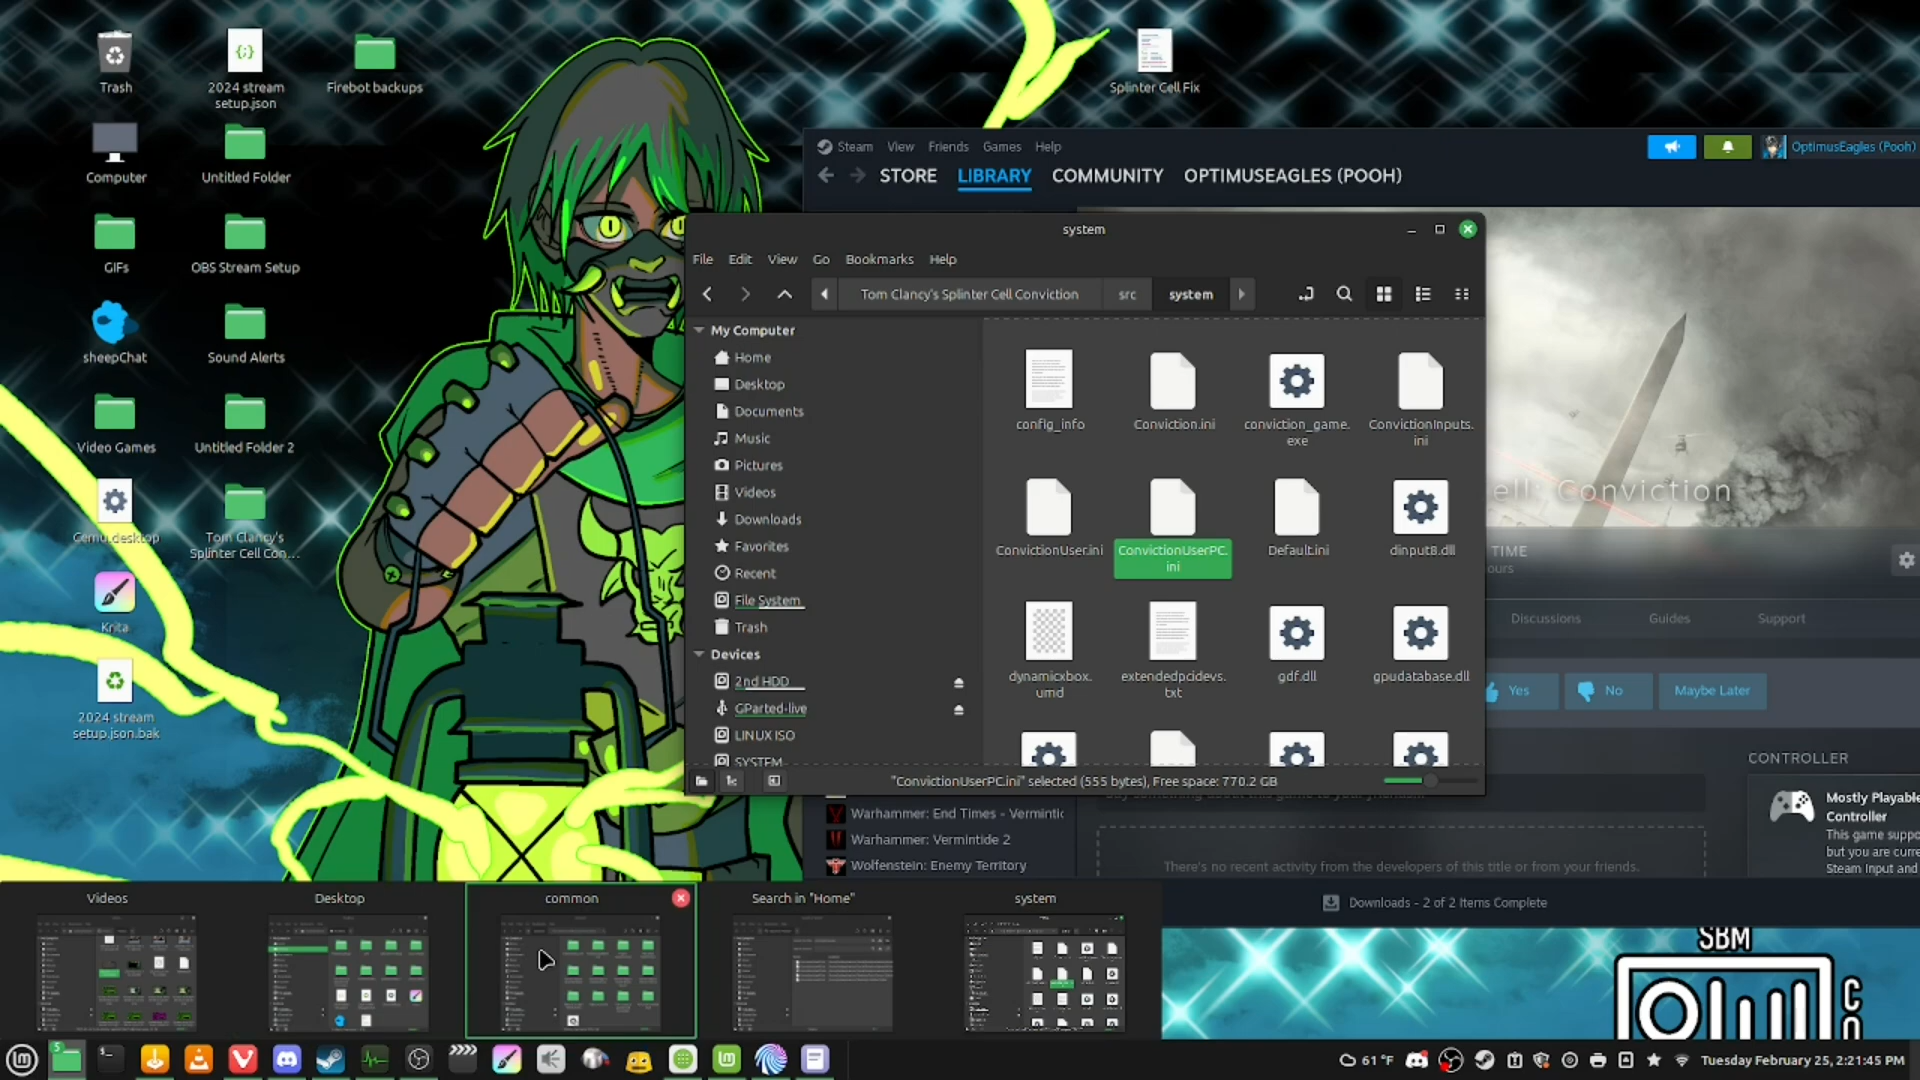 Trash
2024 stream
setup.json
Firebot backups
Computer
Untitled Folder
GIFs
OBS Stream Setup
sheepChat
Sound Alerts
Video Games
Untitled Folder 2
Cemu.desktop
Tom Clancy's
Splinter Cell Con...
Krita
2024 stream
setup.json.bak
Splinter Cell Fix
Steam View Friends Games Help
OptimusEagles (Pooh)
STORE LIBRARY COMMUNITY OPTIMUSEAGLES (POOH)
system
File Edit View Go Bookmarks Help
Tom Clancy's Splinter Cell Conviction src system
My Computer
Home
Desktop
Documents
Music
Pictures
Videos
Downloads
Favorites
Recent
File System
Trash
Devices
2nd HDD
GParted-live
LINUX ISO
SYSTEM
config_info
Conviction.ini
conviction_game.
exe
ConvictionInputs.
ini
ConvictionUser.ini
ConvictionUserPC.
ini
Default.ini
dinput8.dll
dynamicxbox.
umd
extendedpcidevs.
txt
gdf.dll
gpudatabase.dll
"ConvictionUserPC.ini" selected (555 bytes), Free space: 770.2 GB
ell: Conviction
TIME
ours
Discussions Guides Support
Yes No Maybe Later
CONTROLLER
Mostly Playable
Controller
This game suppo
but you are curre
Steam Input and
Warhammer: End Times - Vermintic
Warhammer: Vermintide 2
Wolfenstein: Enemy Territory
There's no recent activity from the developers of this title or from your friends.
Downloads - 2 of 2 Items Complete
Videos
Desktop
common
Search in "Home"
system
SBM
5
61 °F
Tuesday February 25, 2:21:45 PM